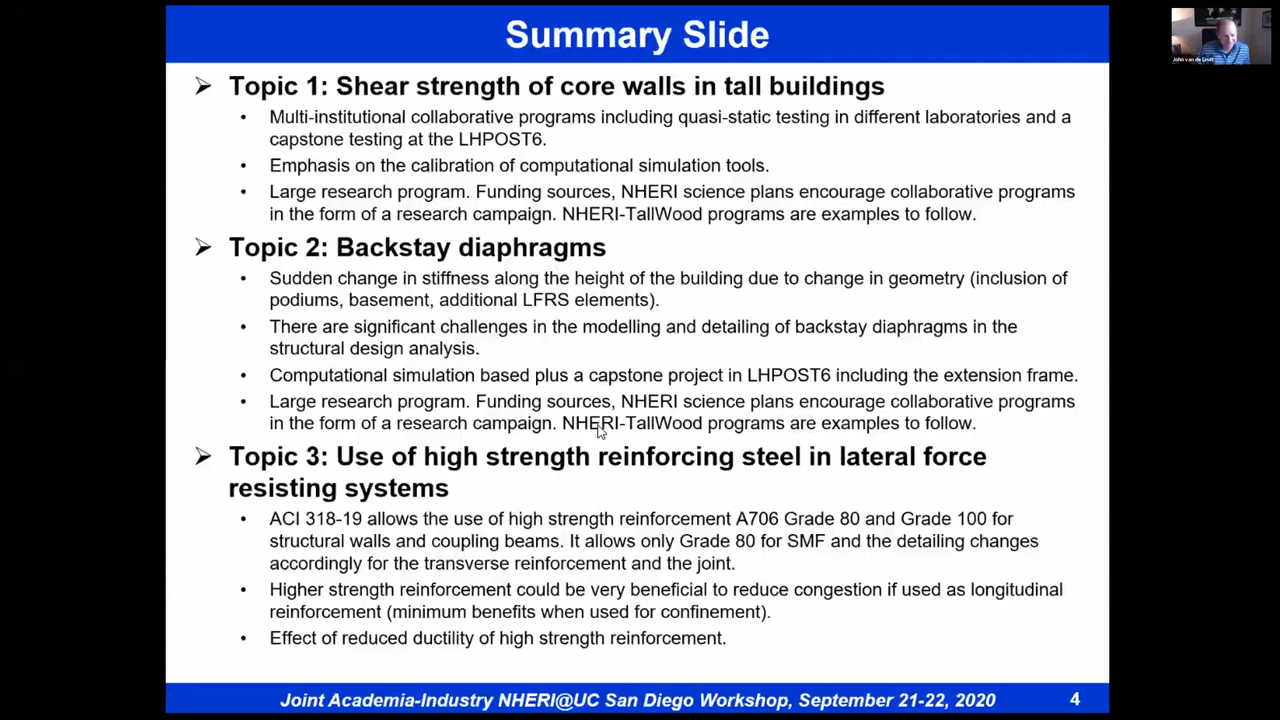 Summary Slide
John van de Lindt
Topic 1: Shear strength of core walls in tall buildings
Multi-institutional collaborative programs including quasi-static testing in different laboratories and a
capstone testing at the LHPOST6.
Emphasis on the calibration of computational simulation tools.
Large research program. Funding sources, NHERI science plans encourage collaborative programs
in the form of a research campaign. NHERI-TallWood programs are examples to follow.
Topic 2: Backstay diaphragms
Sudden change in stiffness along the height of the building due to change in geometry (inclusion of
podiums, basement, additional LFRS elements).
There are significant challenges in the modelling and detailing of backstay diaphragms in the
structural design analysis.
Computational simulation based plus a capstone project in LHPOST6 including the extension frame.
Large research program. Funding sources, NHERI science plans encourage collaborative programs
in the form of a research campaign. NHERI-TallWood programs are examples to follow.
Topic 3: Use of high strength reinforcing steel in lateral force
resisting systems
ACI 318-19 allows the use of high strength reinforcement A706 Grade 80 and Grade 100 for
structural walls and coupling beams. It allows only Grade 80 for SMF and the detailing changes
accordingly for the transverse reinforcement and the joint.
Higher strength reinforcement could be very beneficial to reduce congestion if used as longitudinal
reinforcement (minimum benefits when used for confinement).
Effect of reduced ductility of high strength reinforcement.
Joint Academia-Industry NHERI@UC San Diego Workshop, September 21-22, 2020
4